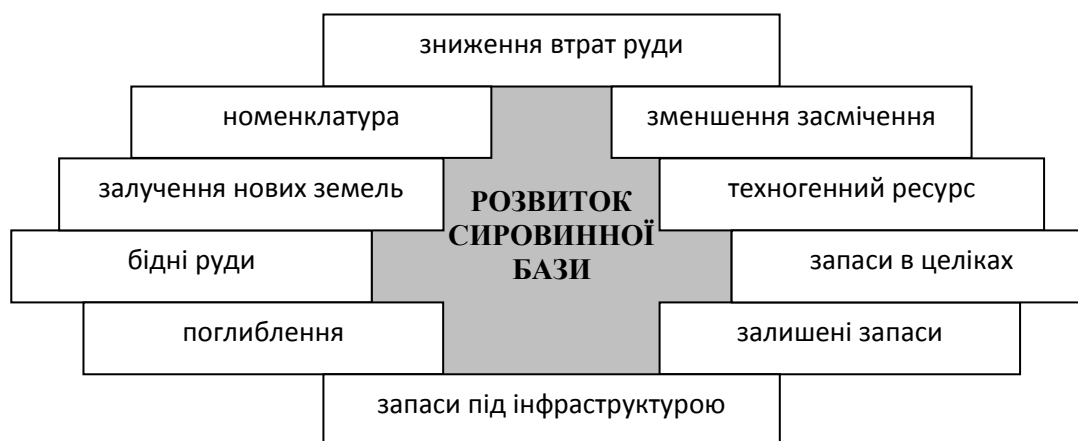 зниження втрат руди
номенклатура
зменшення засмічення
залучення нових земель
техногенний ресурс
РОЗВИТОК
СИРОВИННОЇ
БАЗИ
бідні руди
запаси в целіках
поглиблення
залишені запаси
запаси під інфраструктурою